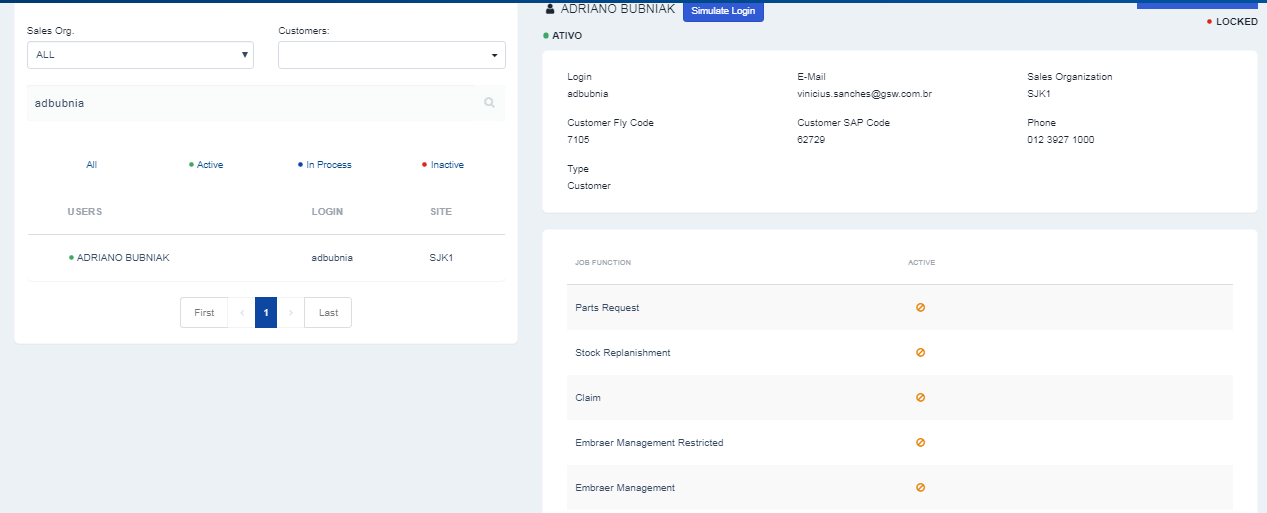 Sales Org.
Customers:
ALL
adbubnia
All
Active
In Process
Inactive
USERS
LOGIN
SITE
ADRIANO BUBNIAK
adbubnia
SJK1
First
‹
1
›
Last
ADRIANO BUBNIAK
Simulate Login
LOCKED
ATIVO
Login
E-Mail
Sales Organization
adbubnia
vinicius.sanches@gsw.com.br
SJK1
Customer Fly Code
Customer SAP Code
Phone
7105
62729
012 3927 1000
Type
Customer
JOB FUNCTION
ACTIVE
Parts Request
Stock Replanishment
Claim
Embraer Management Restricted
Embraer Management